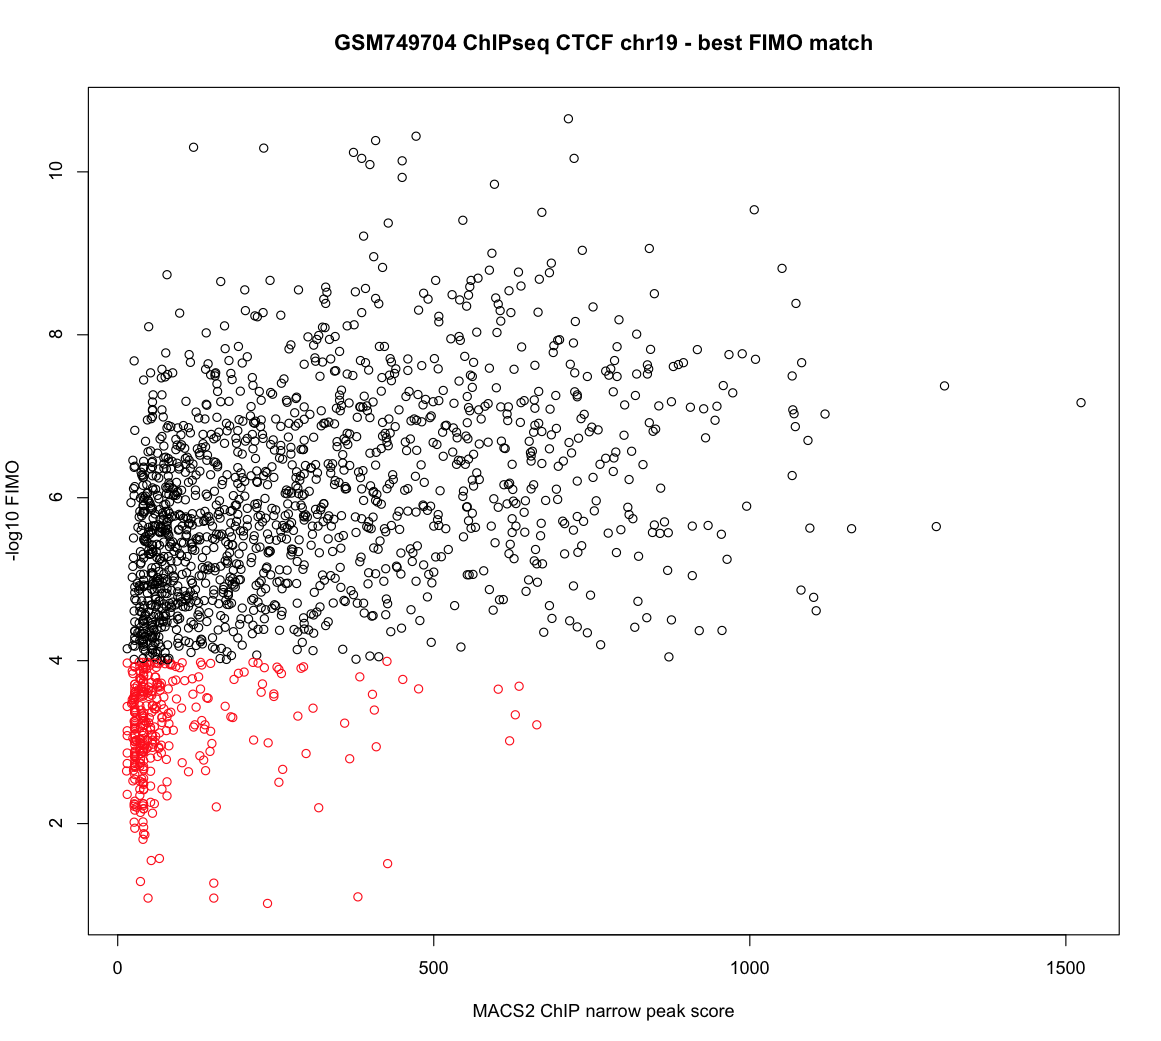 GSM749704 ChIPseq CTCF chr19 - best FIMO match
-log10 FIMO
10
8
6
4
2
0 500 1000 1500
MACS2 ChIP narrow peak score